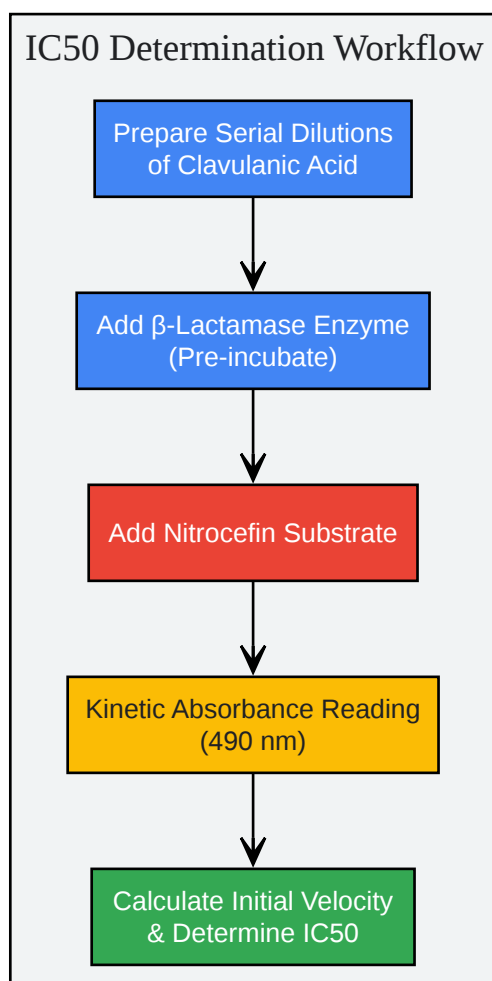 IC50 Determination Workflow
Prepare Serial Dilutions
of Clavulanic Acid
Add β-Lactamase Enzyme
(Pre-incubate)
Add Nitrocefin Substrate
Kinetic Absorbance Reading
(490 nm)
Calculate Initial Velocity
& Determine IC50